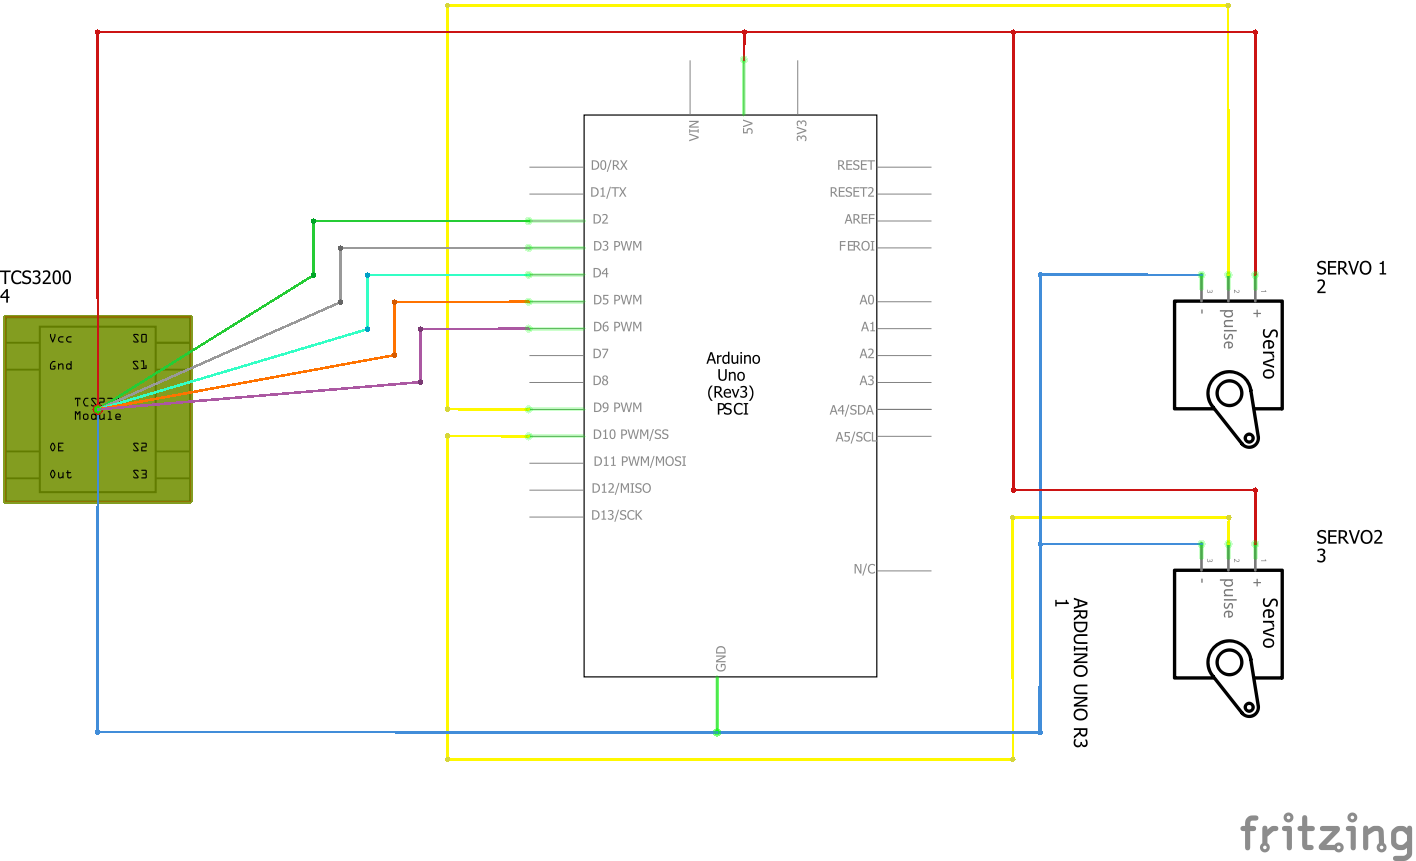 TCS3200
4
Vcc
S0
Gnd
S1
Module
OE
S2
Out
S3
VIN
5V
3V3
D0/RX
D1/TX
D2
D3 PWM
D4
D5 PWM
D6 PWM
D7
D8
D9 PWM
D10 PWM/SS
D11 PWM/MOSI
D12/MISO
D13/SCK
Arduino
Uno
(Rev3)
PSCI
RESET
RESET2
AREF
A0
A1
A2
A3
A4/SDA
A5/SCL
N/C
GND
ARDUINO UNO R3
1
SERVO 1
2
3
2
1
-
pulse
+
Servo
SERVO2
3
3
2
1
-
pulse
+
Servo
fritzing